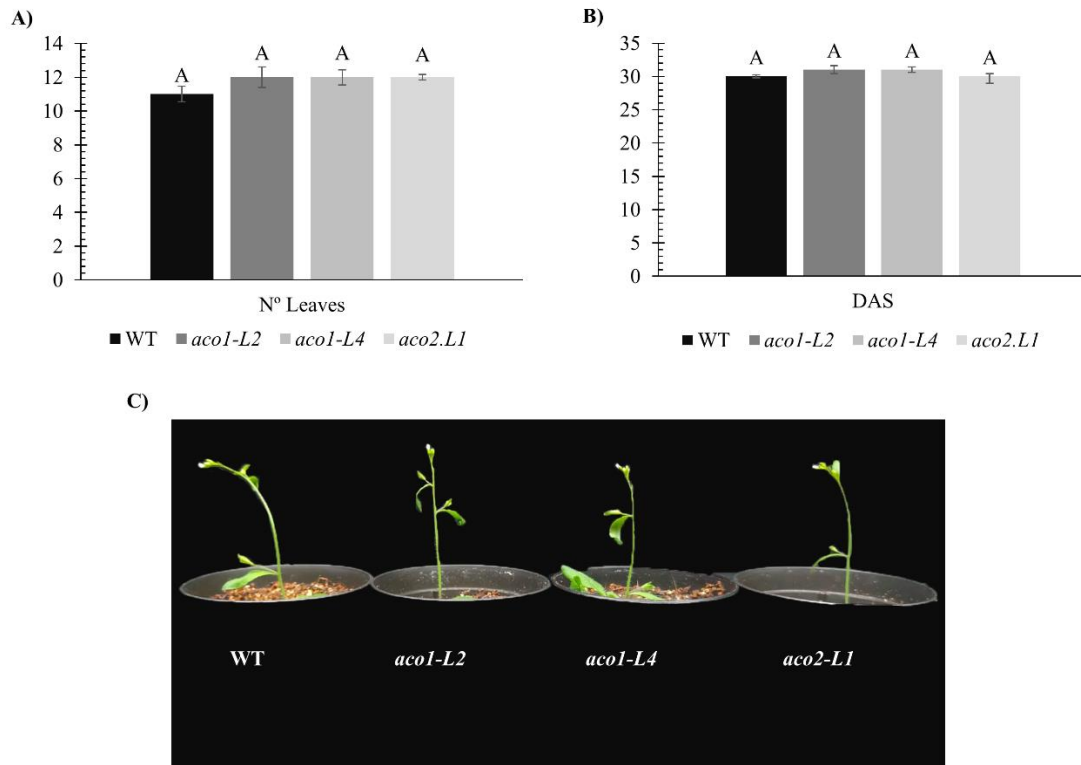 A)
14
12
10
8
6
4
2
0
A A A A
Nº Leaves
WT aco1-L2 aco1-L4 aco2.L1
B)
35
30
25
20
15
10
5
0
A A A A
DAS
WT aco1-L2 aco1-L4 aco2.L1
C)
WT aco1-L2 aco1-L4 aco2-L1